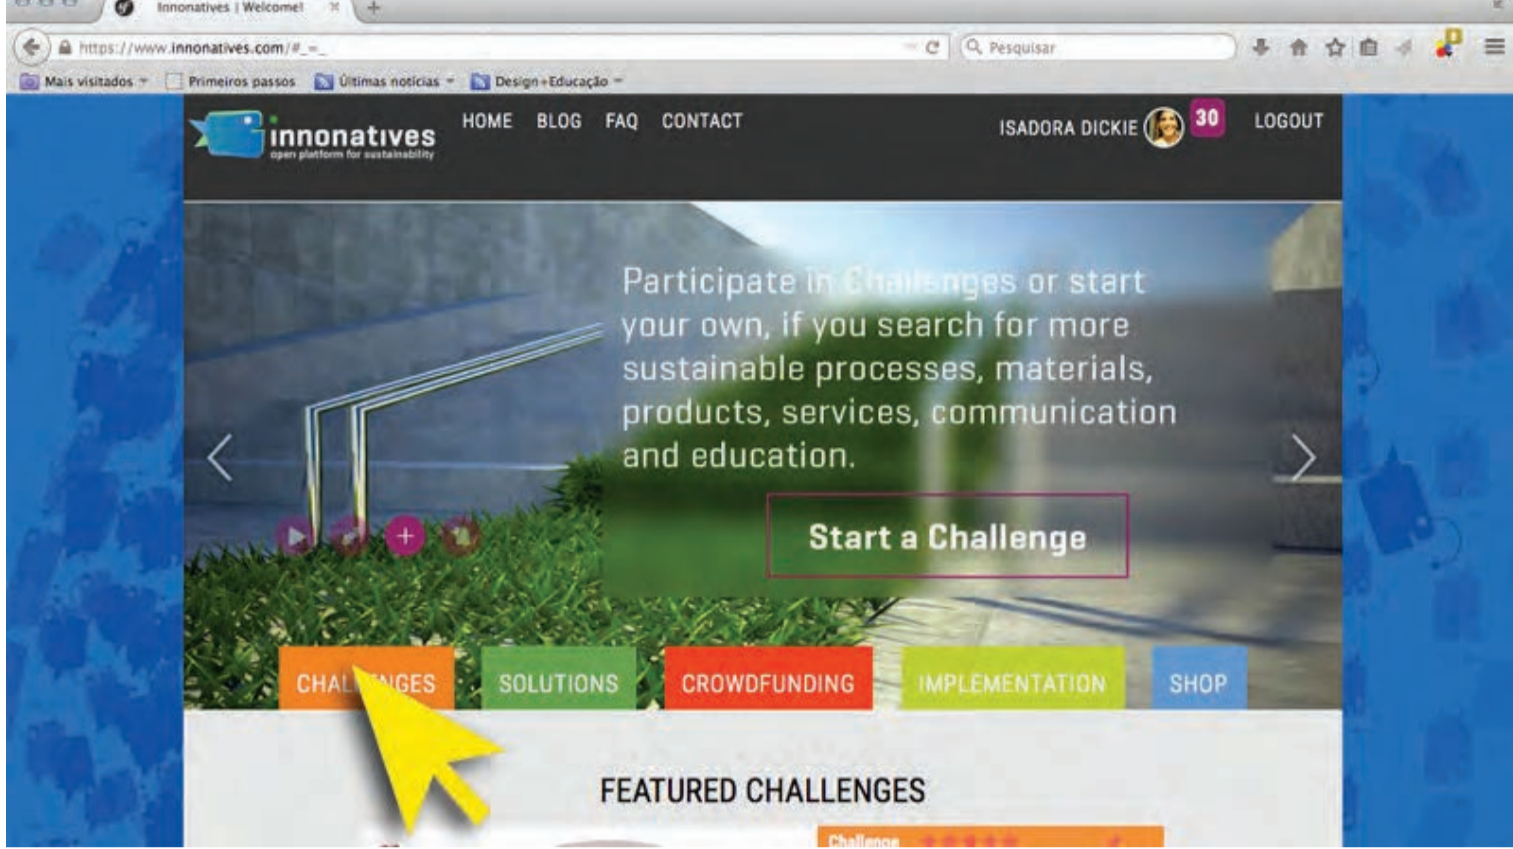 Innonatives | Welcome!
https://www.innonatives.com/#_=_
Pesquisar
Mais visitados
Primeiros passos
Últimas notícias
Design+Educação
innonatives
open platform for sustainability
HOME BLOG FAQ CONTACT
ISADORA DICKIE 30 LOGOUT
Participate in Challenges or start
your own, if you search for more
sustainable processes, materials,
products, services, communication
and education.
Start a Challenge
CHALLENGES SOLUTIONS CROWDFUNDING IMPLEMENTATION SHOP
FEATURED CHALLENGES
Challenge